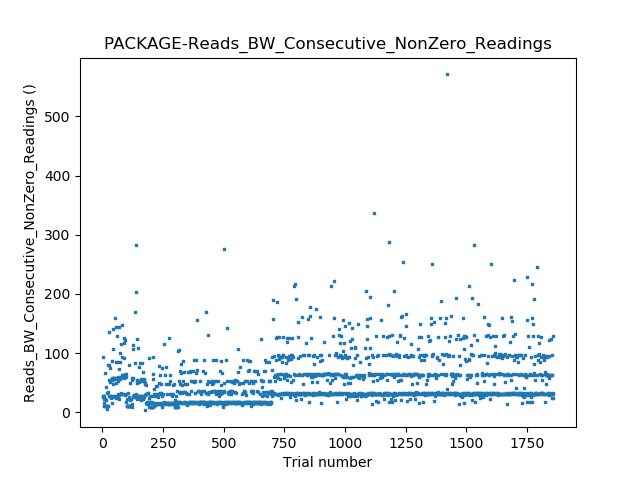 PACKAGE-Reads_BW_Consecutive_NonZero_Readings
Reads_BW_Consecutive_NonZero_Readings ()
500
400
300
200
100
0
0 250 500 750 1000 1250 1500 1750
Trial number